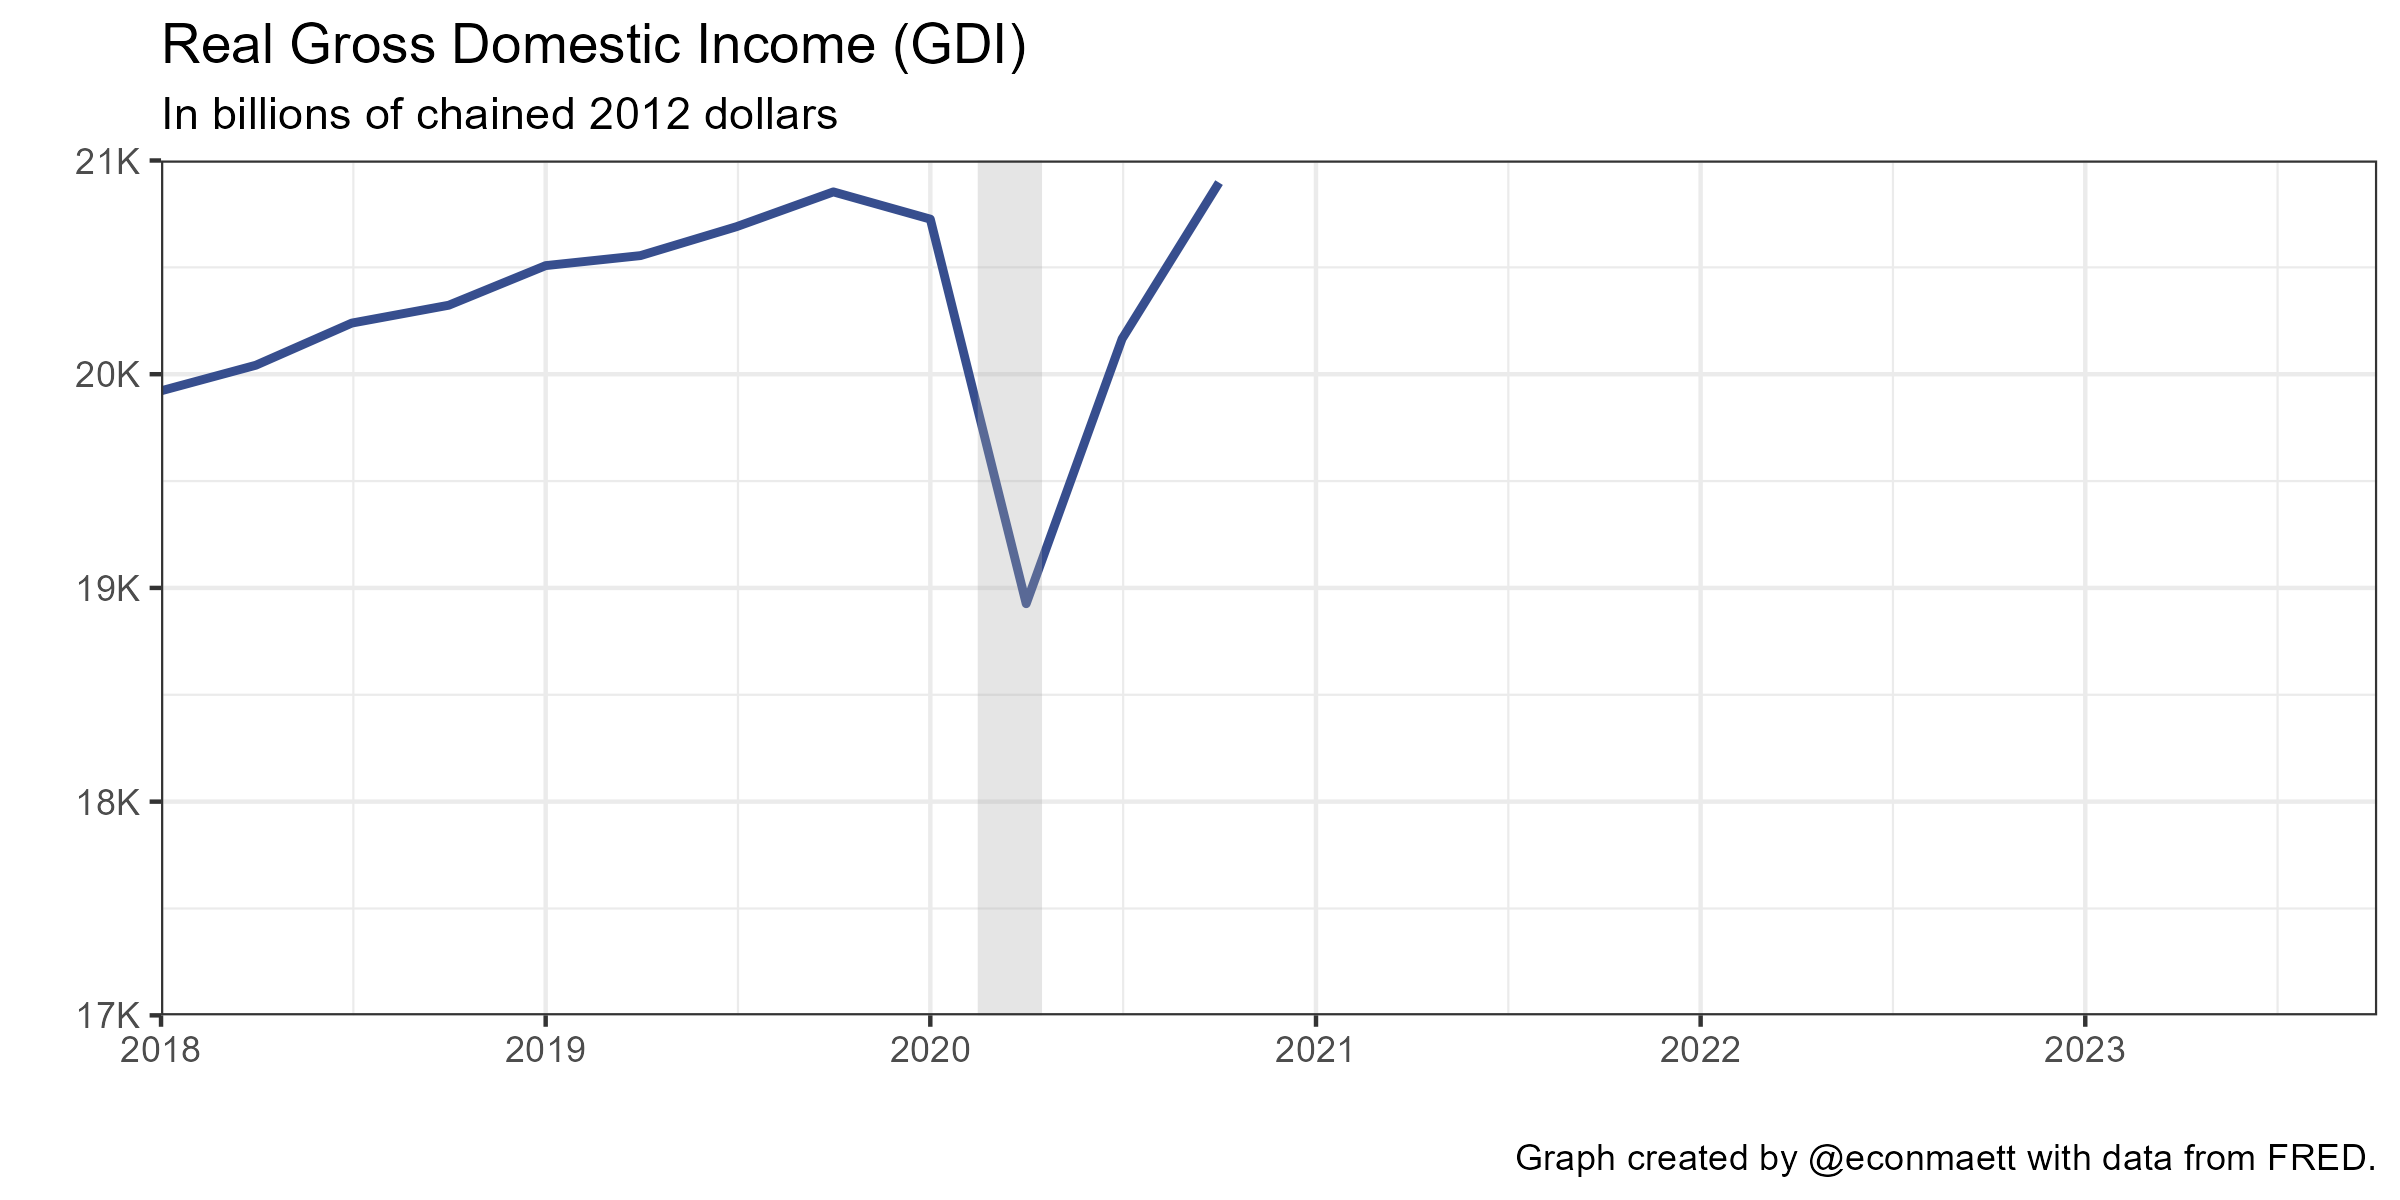 Real Gross Domestic Income (GDI)
In billions of chained 2012 dollars
21K
20K
19K
18K
17K
2018 2019 2020 2021 2022 2023
Graph created by @econmaett with data from FRED.